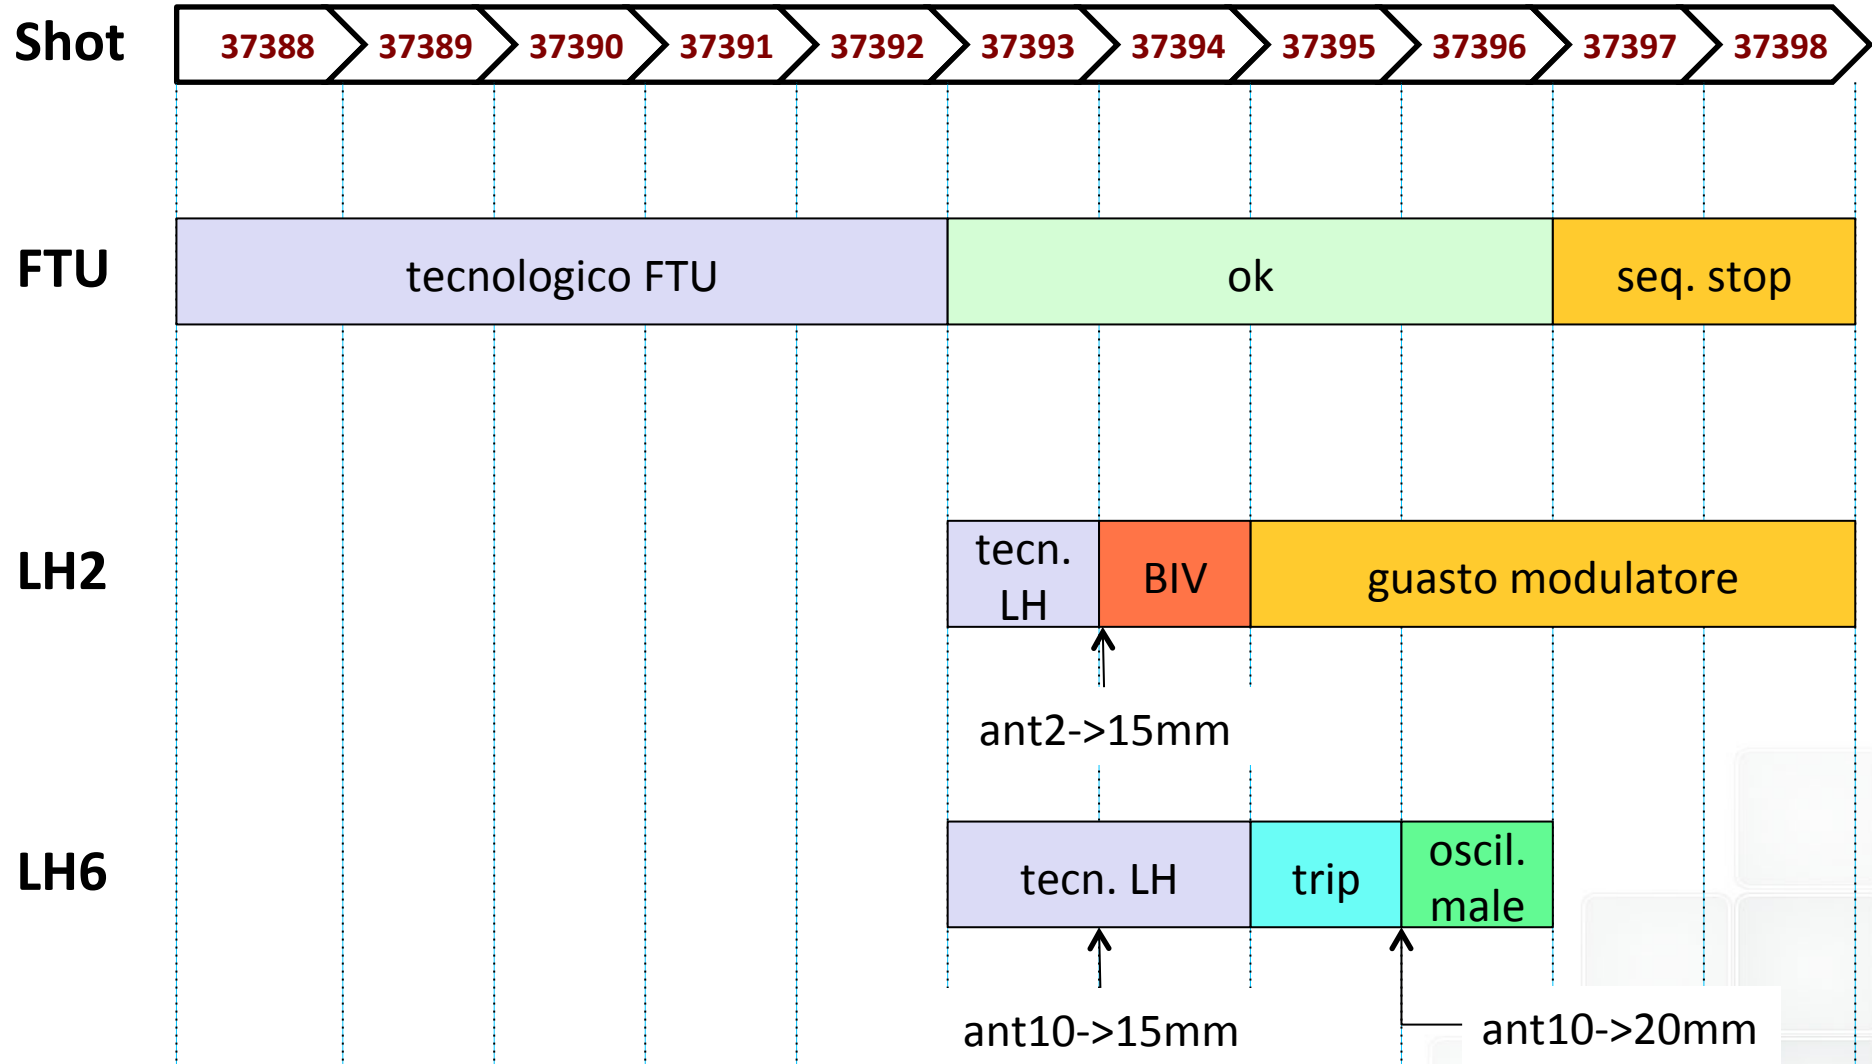 Shot 37388 37389 37390 37391 37392 37393 37394 37395 37396 37397 37398
FTU tecnologico FTU ok seq. stop
LH2 tecn. LH BIV guasto modulatore
ant2->15mm
LH6 tecn. LH trip oscil. male
ant10->15mm ant10->20mm